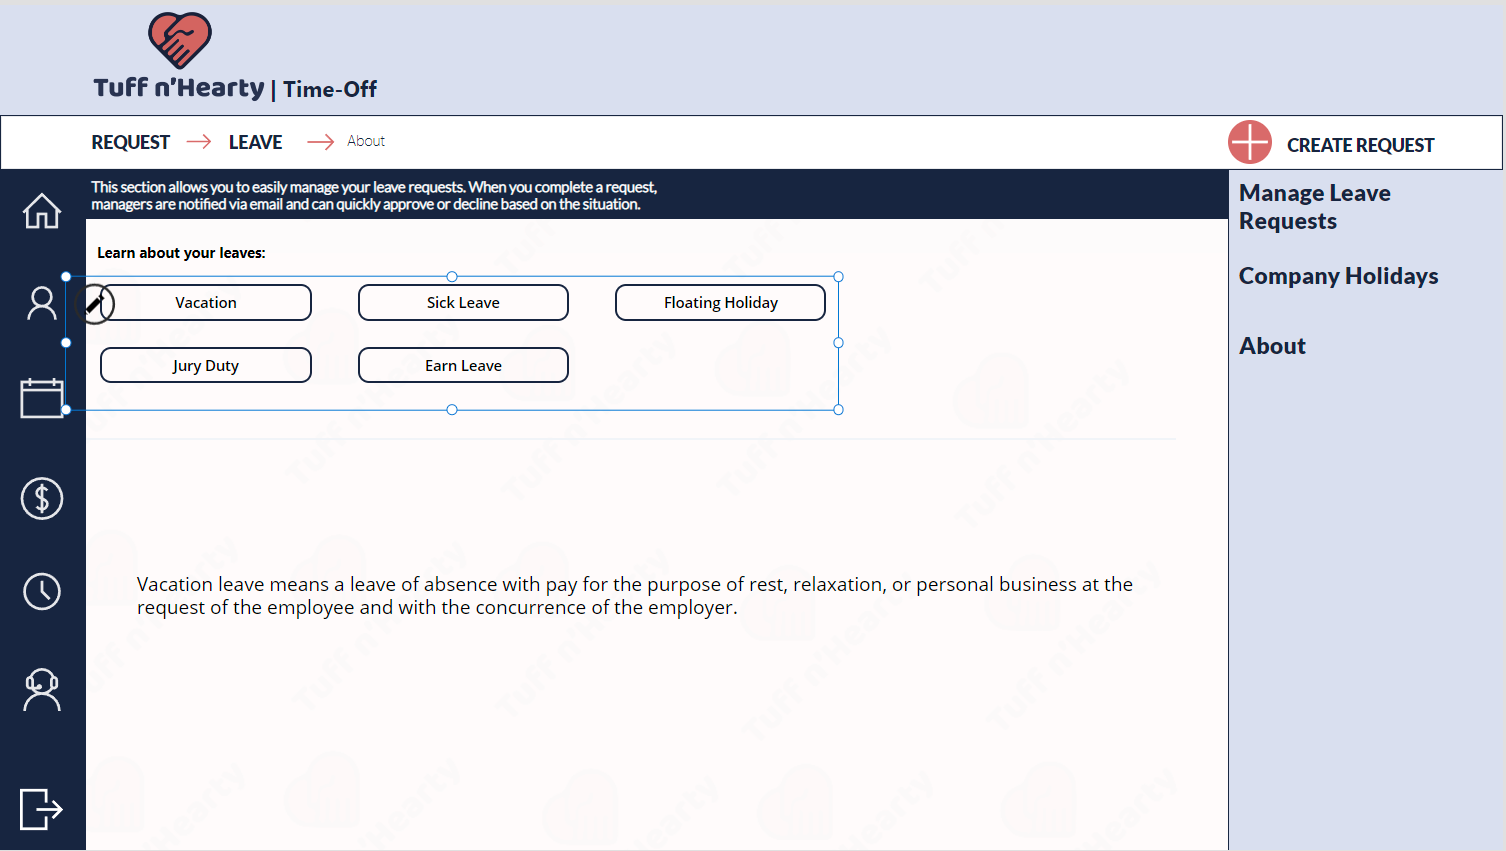 Tuff n'Hearty | Time-Off
REQUEST LEAVE About
CREATE REQUEST
This section allows you to easily manage your leave requests. When you complete a request,
managers are notified via email and can quickly approve or decline based on the situation.
Manage Leave
Requests
Company Holidays
About
Learn about your leaves:
Vacation
Sick Leave
Floating Holiday
Jury Duty
Earn Leave
Vacation leave means a leave of absence with pay for the purpose of rest, relaxation, or personal business at the
request of the employee and with the concurrence of the employer.